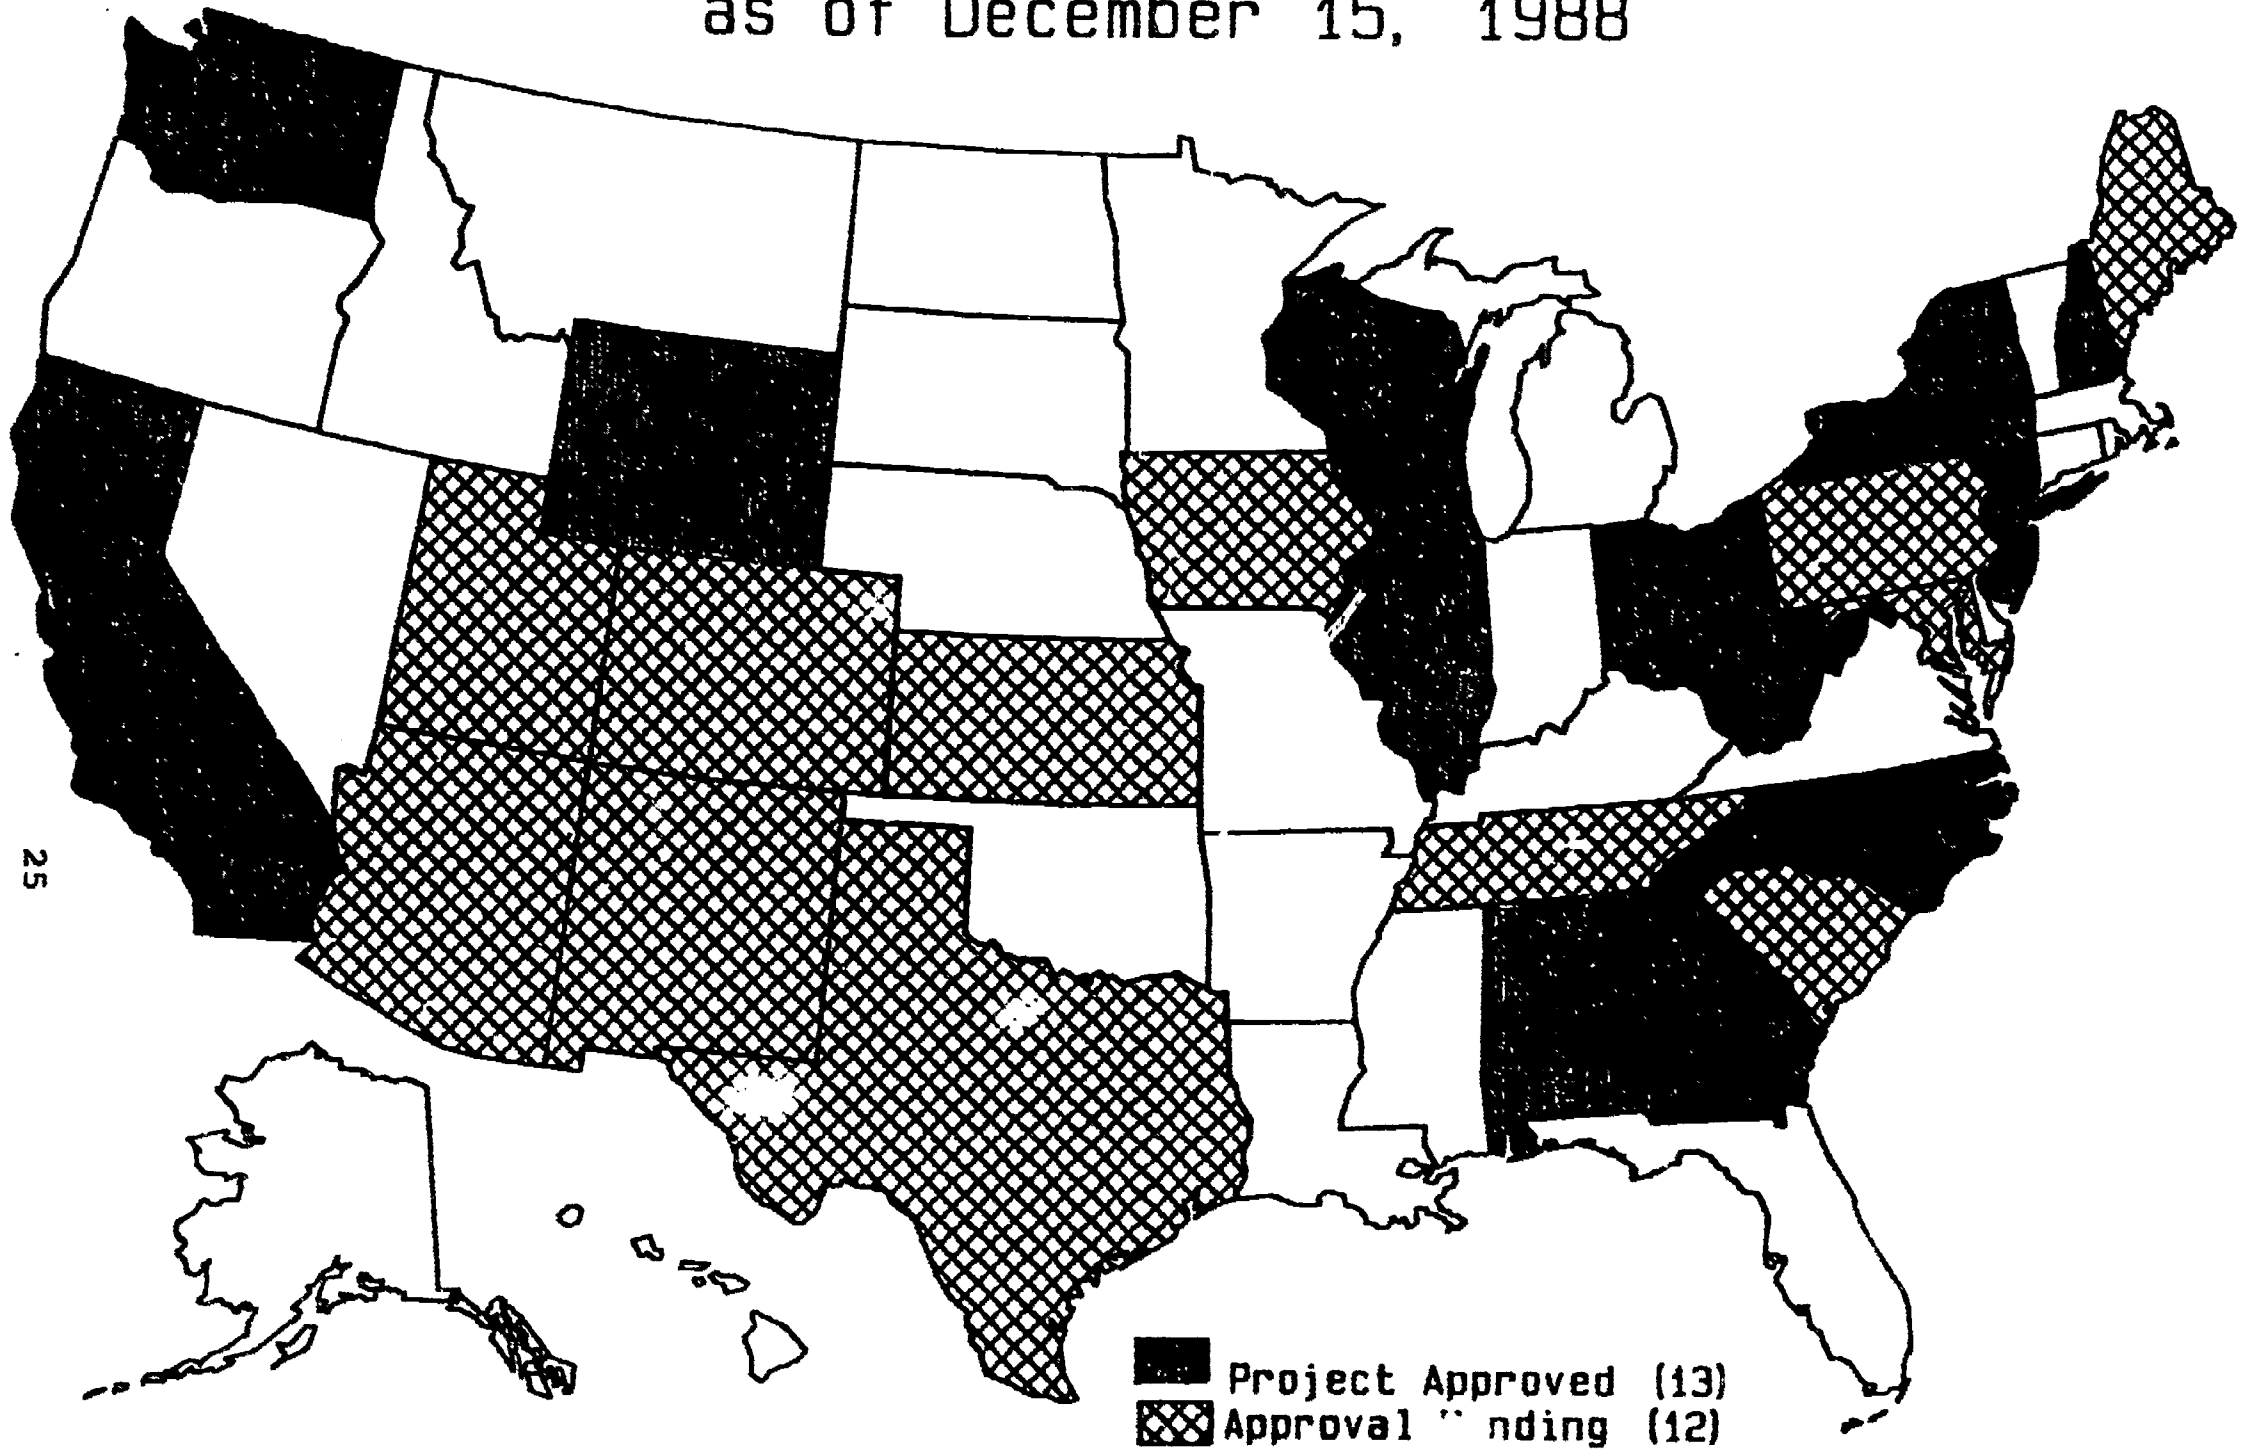 as of December 15, 1988
25
Project Approved (13)
Approval nding (12)